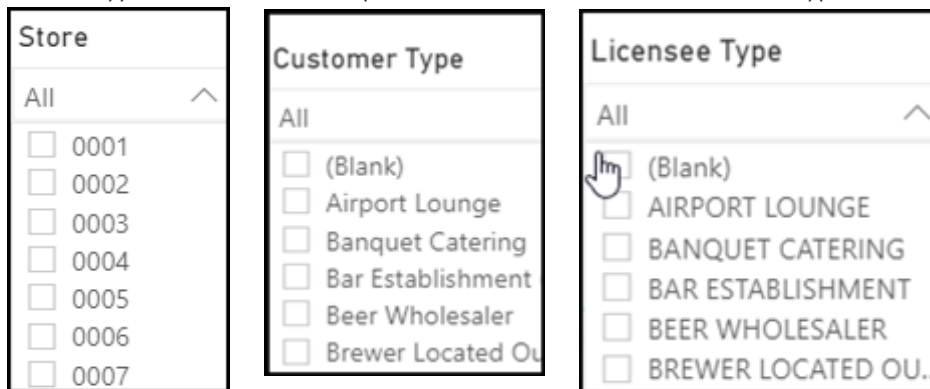 Store
All
0001
0002
0003
0004
0005
0006
0007
Customer Type
All
(Blank)
Airport Lounge
Banquet Catering
Bar Establishment
Beer Wholesaler
Brewer Located Ou
Licensee Type
All
(Blank)
AIRPORT LOUNGE
BANQUET CATERING
BAR ESTABLISHMENT
BEER WHOLESALER
BREWER LOCATED OU...